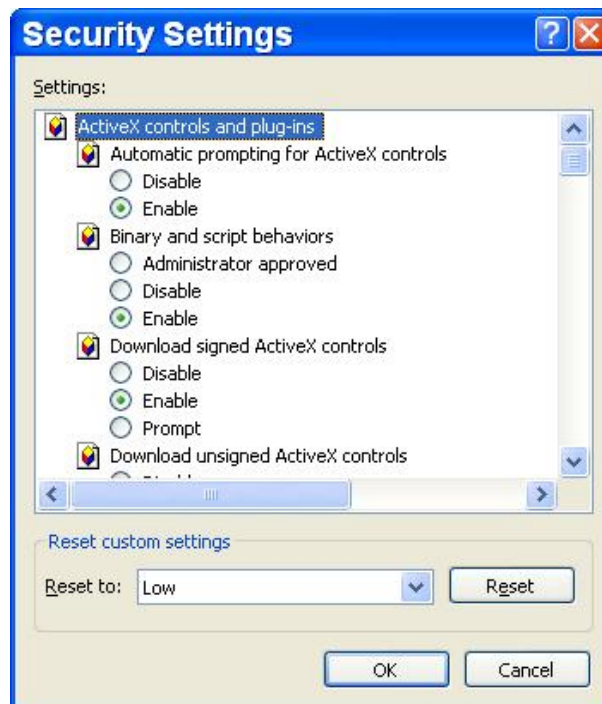 Security Settings
Settings:
ActiveX controls and plug-ins
Automatic prompting for ActiveX controls
Disable
Enable
Binary and script behaviors
Administrator approved
Disable
Enable
Download signed ActiveX controls
Disable
Enable
Prompt
Download unsigned ActiveX controls
Reset custom settings
Reset to: Low Reset
OK Cancel